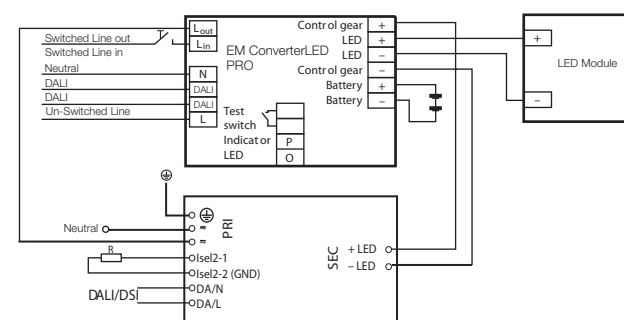 Switched Line out
Switched Line in
Neutral
DALI
DALI
Un-Switched Line
Lout
Lin
N
DALI
DALI
L
EM ConverterLED
PRO
Test
switch
Indicator
LED
P
O
Control gear +
LED +
LED –
Control gear –
Battery +
Battery –
+
–
LED Module
Neutral
R
DALI/DSI
PRI
Isel2-1
Isel2-2 (GND)
DA/N
DA/L
SEC
+ LED
– LED